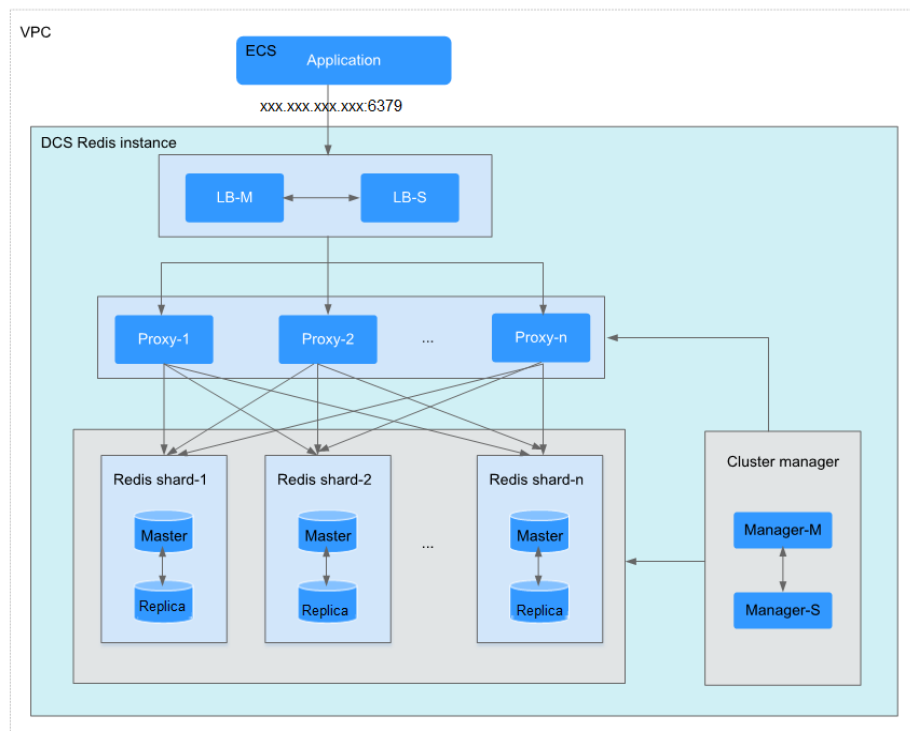 VPC
ECS
Application
xxx.xxx.xxx.xxx:6379
DCS Redis instance
LB-M
LB-S
Proxy-1
Proxy-2
...
Proxy-n
Redis shard-1
Redis shard-2
Redis shard-n
Cluster manager
Master
Master
...
Master
Replica
Replica
Replica
Manager-M
Manager-S